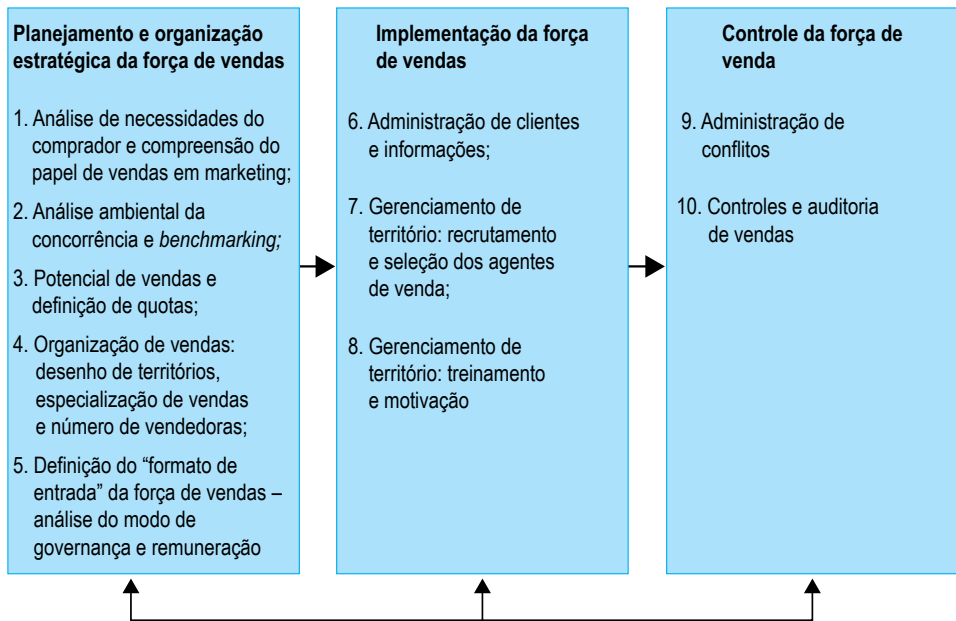 Planejamento e organização
estratégica da força de vendas
1. Análise de necessidades do
comprador e compreensão do
papel de vendas em marketing;
2. Análise ambiental da
concorrência e benchmarking;
3. Potencial de vendas e
definição de quotas;
4. Organização de vendas:
desenho de territórios,
especialização de vendas
e número de vendedoras;
5. Definição do “formato de
entrada” da força de vendas –
análise do modo de
governança e remuneração
Implementação da força
de vendas
6. Administração de clientes
e informações;
7. Gerenciamento de
território: recrutamento
e seleção dos agentes
de venda;
8. Gerenciamento de
território: treinamento
e motivação
Controle da força de
venda
9. Administração de
conflitos
10. Controles e auditoria
de vendas